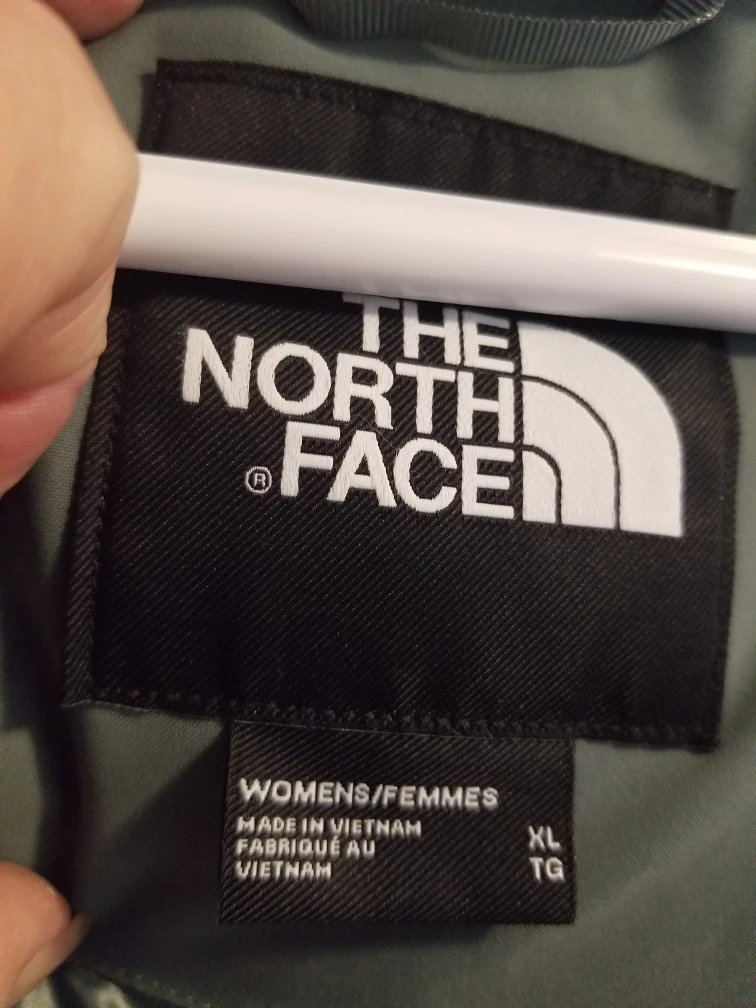 THE
NORTH
® FACE
WOMENS/FEMMES
MADE IN VIETNAM
FABRIQUÉ AU
VIETNAM
XL
TG